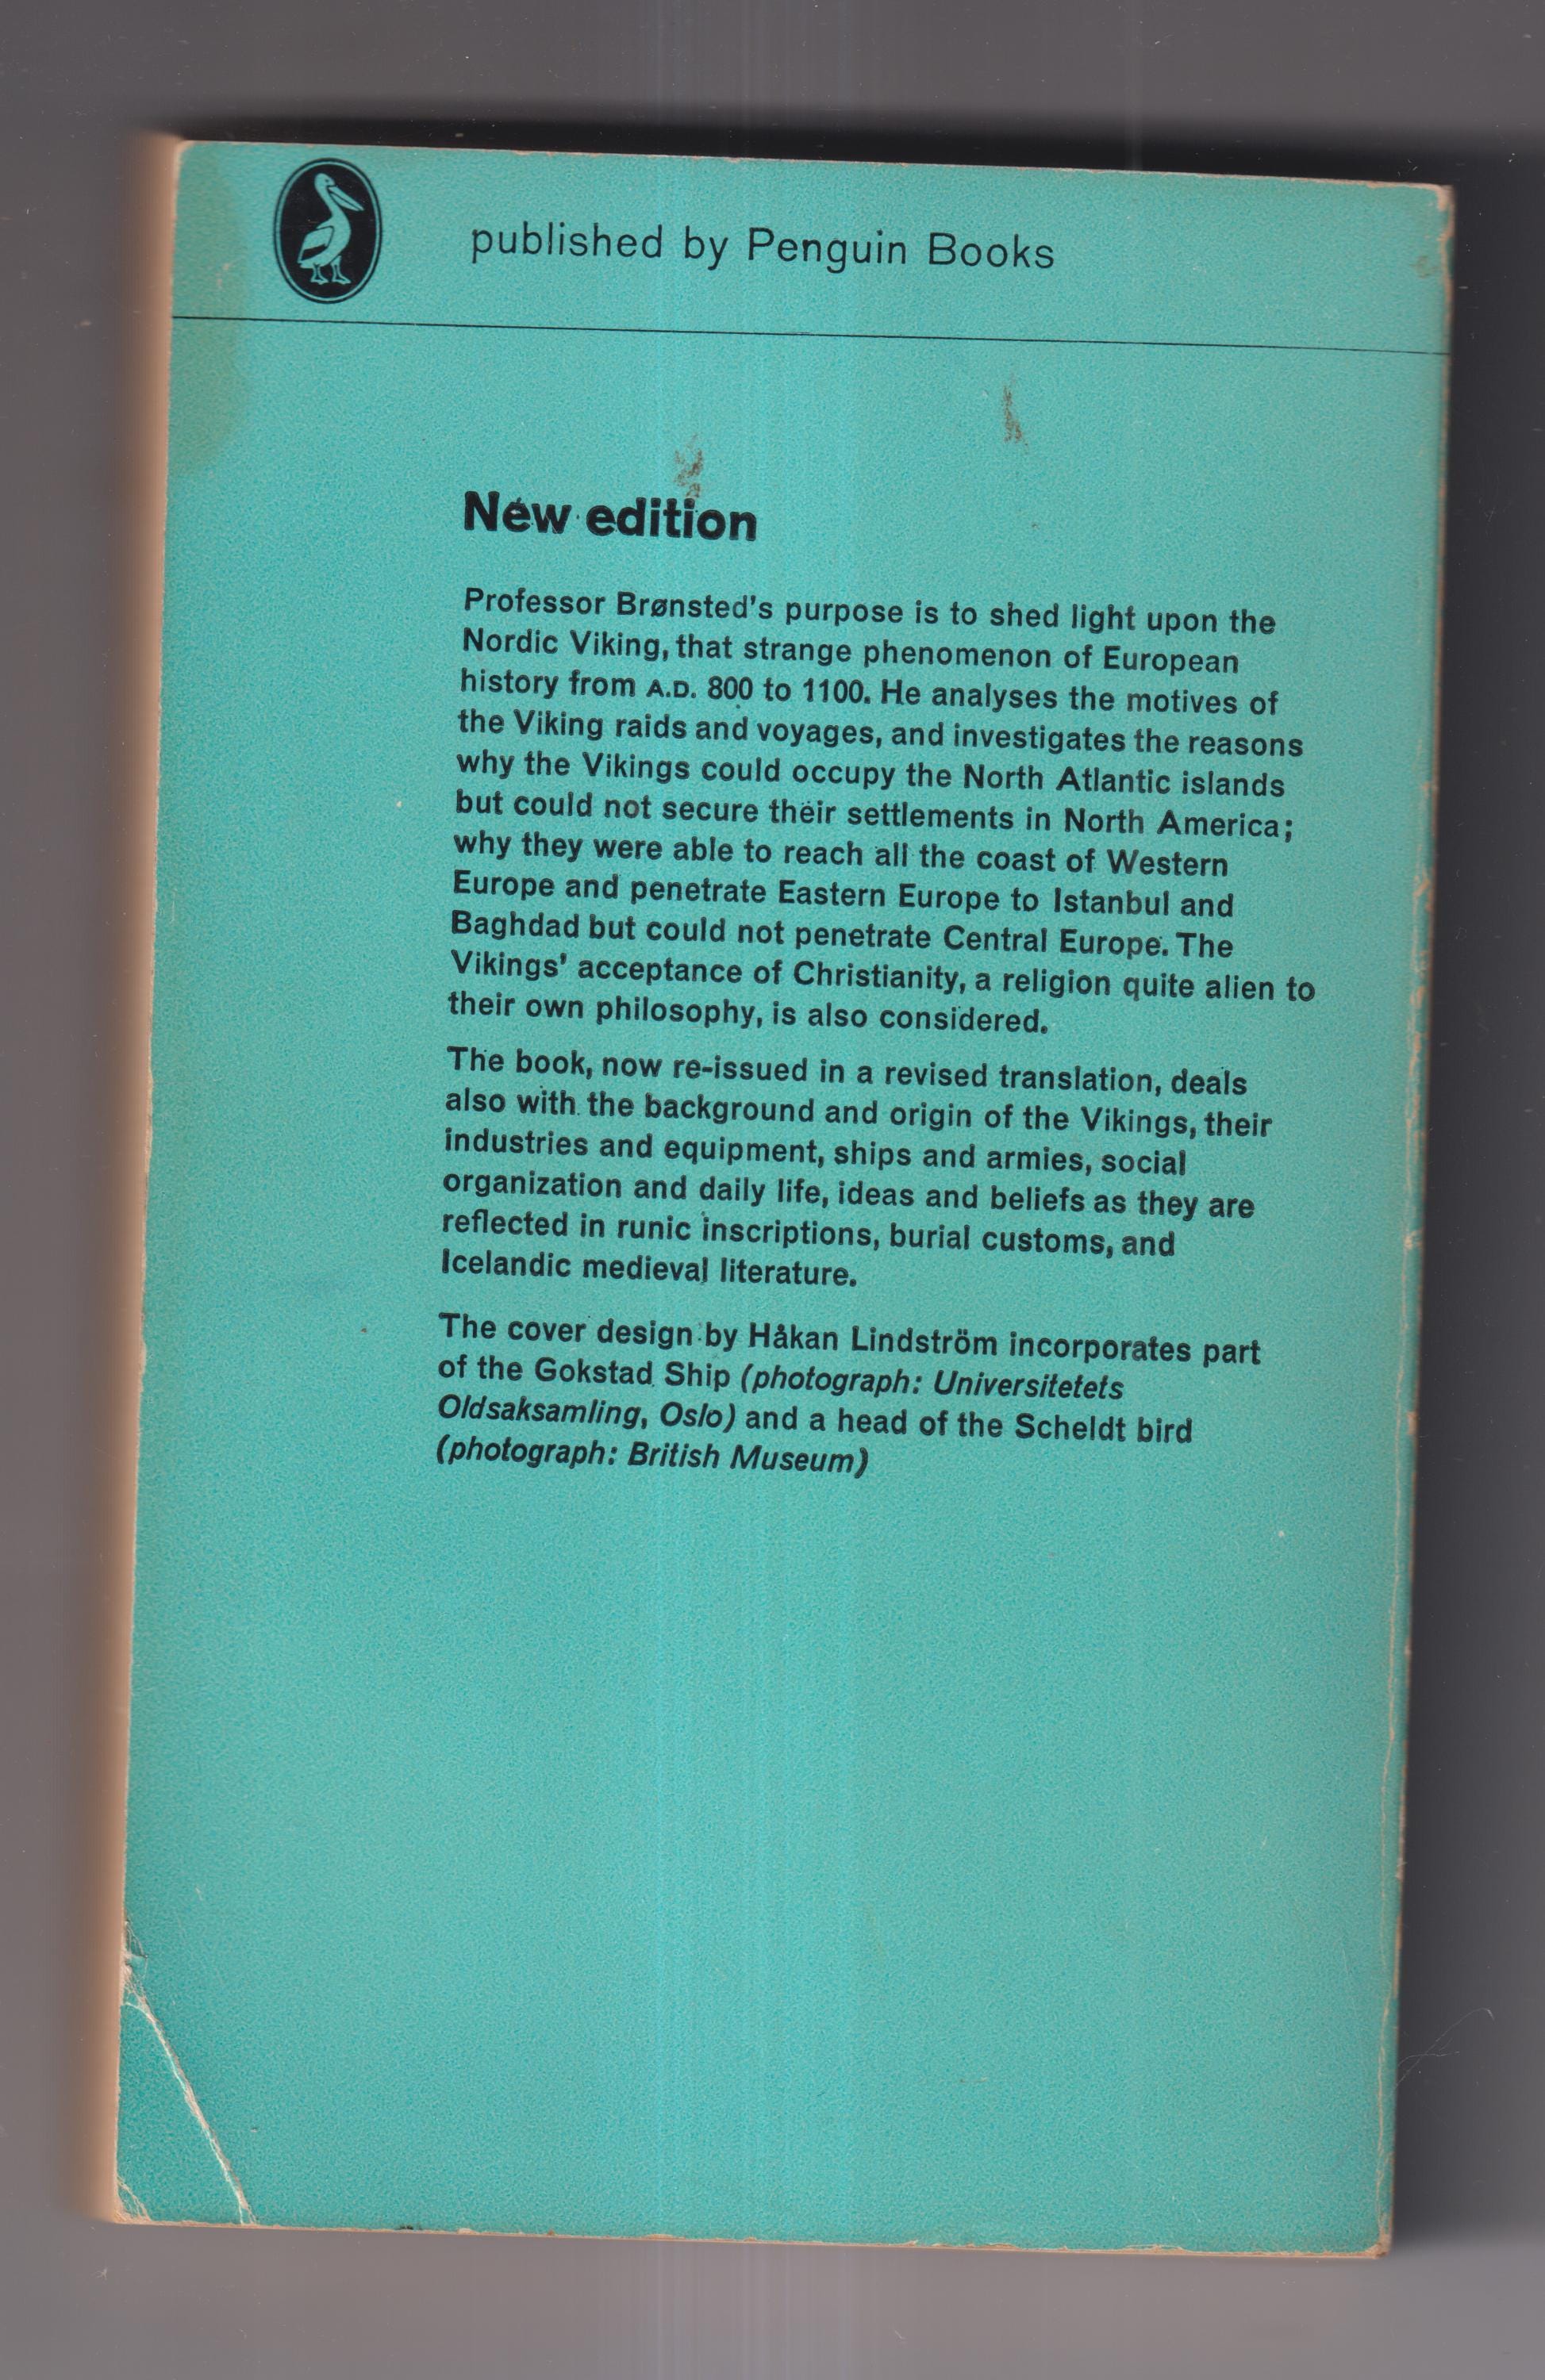 published by Penguin Books
New edition
Professor Brønsted's purpose is to shed light upon the
Nordic Viking, that strange phenomenon of European
history from A.D. 800 to 1100. He analyses the motives of
the Viking raids and voyages, and investigates the reasons
why the Vikings could occupy the North Atlantic islands
but could not secure their settlements in North America;
why they were able to reach all the coast of Western
Europe and penetrate Eastern Europe to Istanbul and
Baghdad but could not penetrate Central Europe. The
Vikings' acceptance of Christianity, a religion quite alien to
their own philosophy, is also considered.
The book, now re-issued in a revised translation, deals
also with the background and origin of the Vikings, their
industries and equipment, ships and armies, social
organization and daily life, ideas and beliefs as they are
reflected in runic inscriptions, burial customs, and
Icelandic medieval literature.
The cover design by Håkan Lindström incorporates part
of the Gokstad Ship (photograph: Universitetets
Oldsaksamling, Oslo) and a head of the Scheldt bird
(photograph: British Museum)